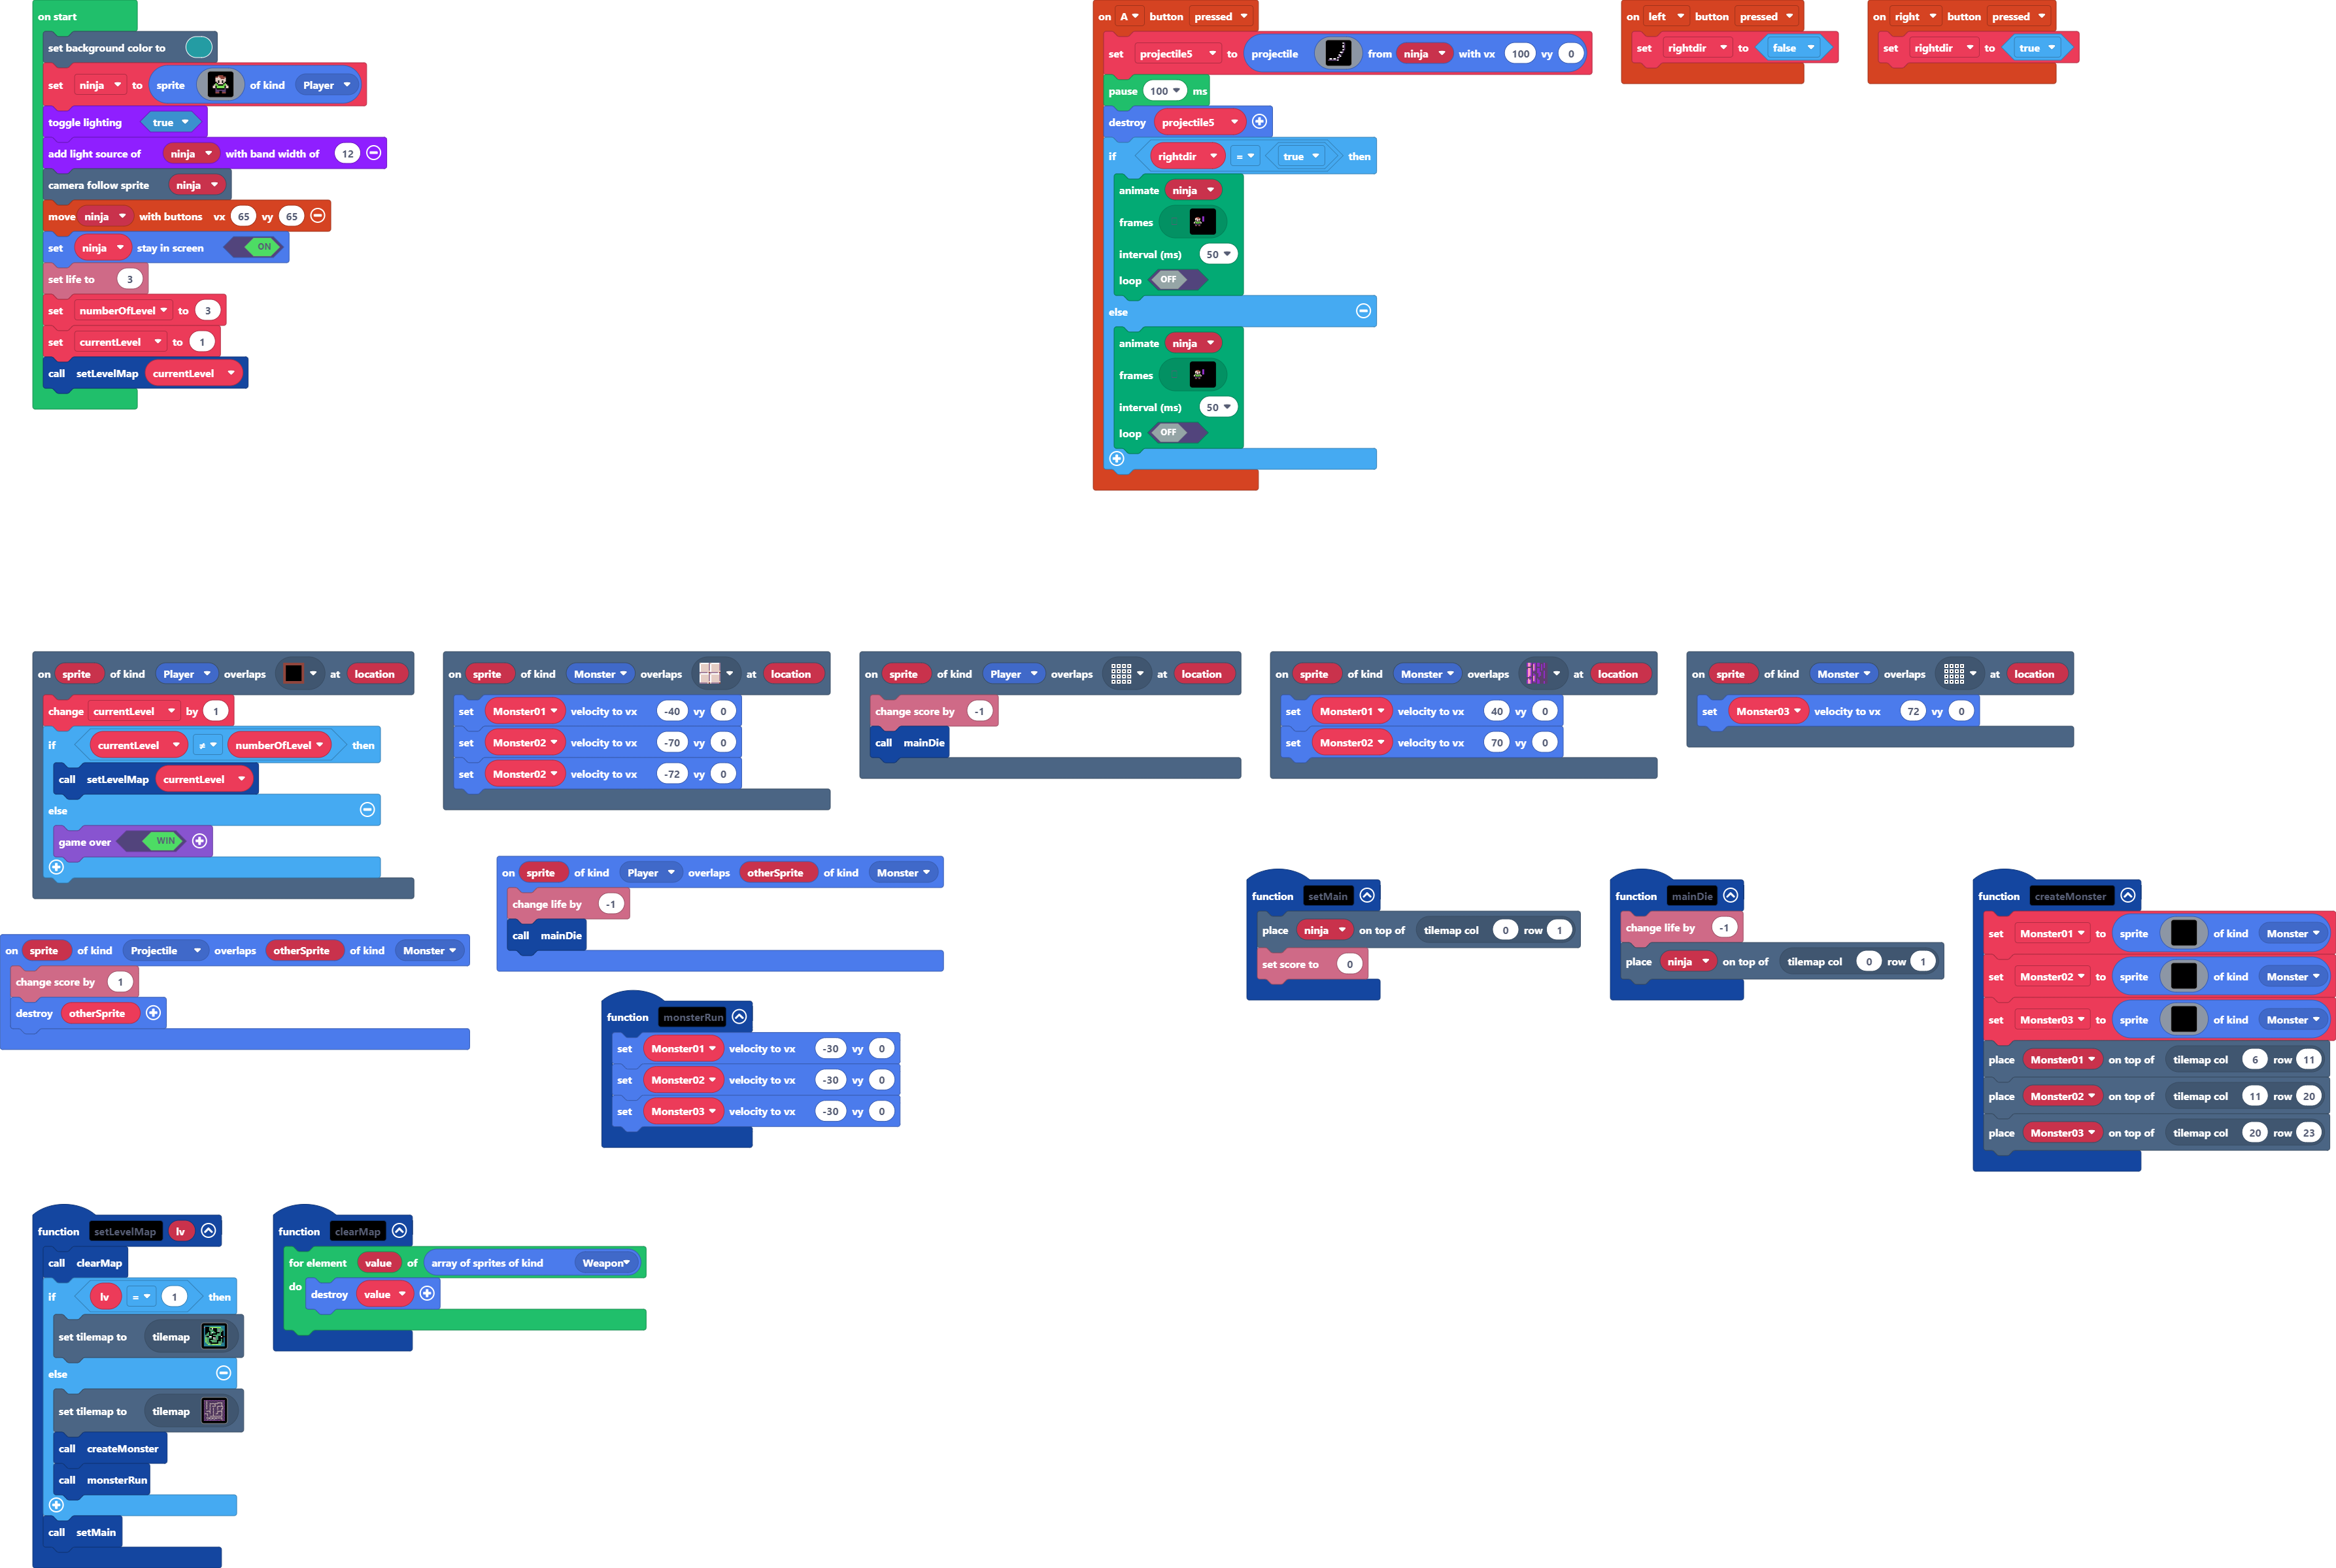 on start
set background color to
set ninja to sprite of kind Player
toggle lighting true
add light source of ninja with band width of 12
camera follow sprite ninja
move ninja with buttons vx 65 vy 65
set ninja stay in screen ON
set life to 3
set numberOfLevel to 3
set currentLevel to 1
call setLevelMap currentLevel
on A button pressed
set projectile5 to projectile from ninja with vx 100 vy 0
pause 100 ms
destroy projectile5
if rightdir = true then
animate ninja
frames
interval (ms) 50
loop OFF
else
animate ninja
frames
interval (ms) 50
loop OFF
on left button pressed
set rightdir to false
on right button pressed
set rightdir to true
on sprite of kind Player overlaps at location
change currentLevel by 1
if currentLevel ≠ numberOfLevel then
call setLevelMap currentLevel
else
game over WIN
on sprite of kind Monster overlaps at location
set Monster01 velocity to vx -40 vy 0
set Monster02 velocity to vx -70 vy 0
set Monster02 velocity to vx -72 vy 0
on sprite of kind Player overlaps at location
change score by -1
call mainDie
on sprite of kind Monster overlaps at location
set Monster01 velocity to vx 40 vy 0
set Monster02 velocity to vx 70 vy 0
on sprite of kind Monster overlaps at location
set Monster03 velocity to vx 72 vy 0
on sprite of kind Player overlaps otherSprite of kind Monster
change life by -1
call mainDie
on sprite of kind Projectile overlaps otherSprite of kind Monster
change score by 1
destroy otherSprite
function monsterRun
set Monster01 velocity to vx -30 vy 0
set Monster02 velocity to vx -30 vy 0
set Monster03 velocity to vx -30 vy 0
function setMain
place ninja on top of tilemap col 0 row 1
set score to 0
function mainDie
change life by -1
place ninja on top of tilemap col 0 row 1
function createMonster
set Monster01 to sprite of kind Monster
set Monster02 to sprite of kind Monster
set Monster03 to sprite of kind Monster
place Monster01 on top of tilemap col 6 row 11
place Monster02 on top of tilemap col 11 row 20
place Monster03 on top of tilemap col 20 row 23
function setLevelMap lv
call clearMap
if lv = 1 then
set tilemap to tilemap
else
set tilemap to tilemap
call createMonster
call monsterRun
call setMain
function clearMap
for element value of array of sprites of kind Weapon
do
destroy value